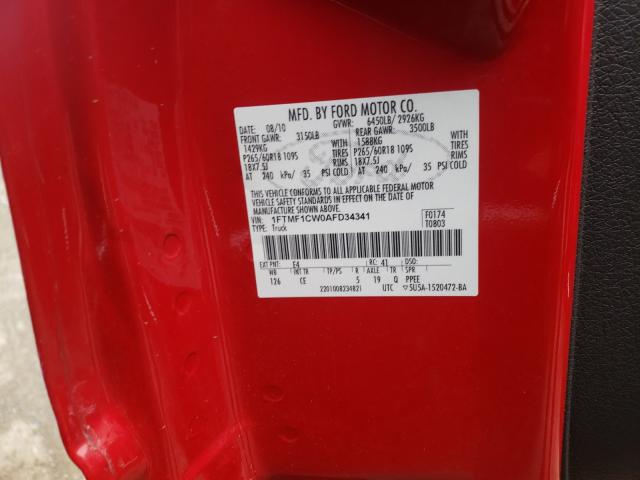 MFD. BY FORD MOTOR CO.
08/10 GVWR: 6450LB/ 2926KG
FRONT GAWR: 3150LB REAR GAWR: 3500LB
1429KG 1588KG
P265/60R18 109S TIRES P265/60R18 109S TIRES
18X7.5J RIMS 18X7.5J RIMS
AT 240 kPa/ 35 PSI COLD AT 240 kPa/ 35 PSI COLD
THIS VEHICLE CONFORMS TO ALL APPLICABLE FEDERAL MOTOR
VEHICLE SAFETY STANDARDS IN EFFECT ON THE DATE OF
MANUFACTURE SHOWN ABOVE.
VIN: 1FTMF1CW0AFD34341 F0174
TYPE: Truck T0803
EXT PNT: E4 RC: 41 DSO:
WB INT TR TP/PS R AXLE TR SPR
126 CE 5 19 Q PPEE
2201008234821 UTC 5U5A-1520472-BA